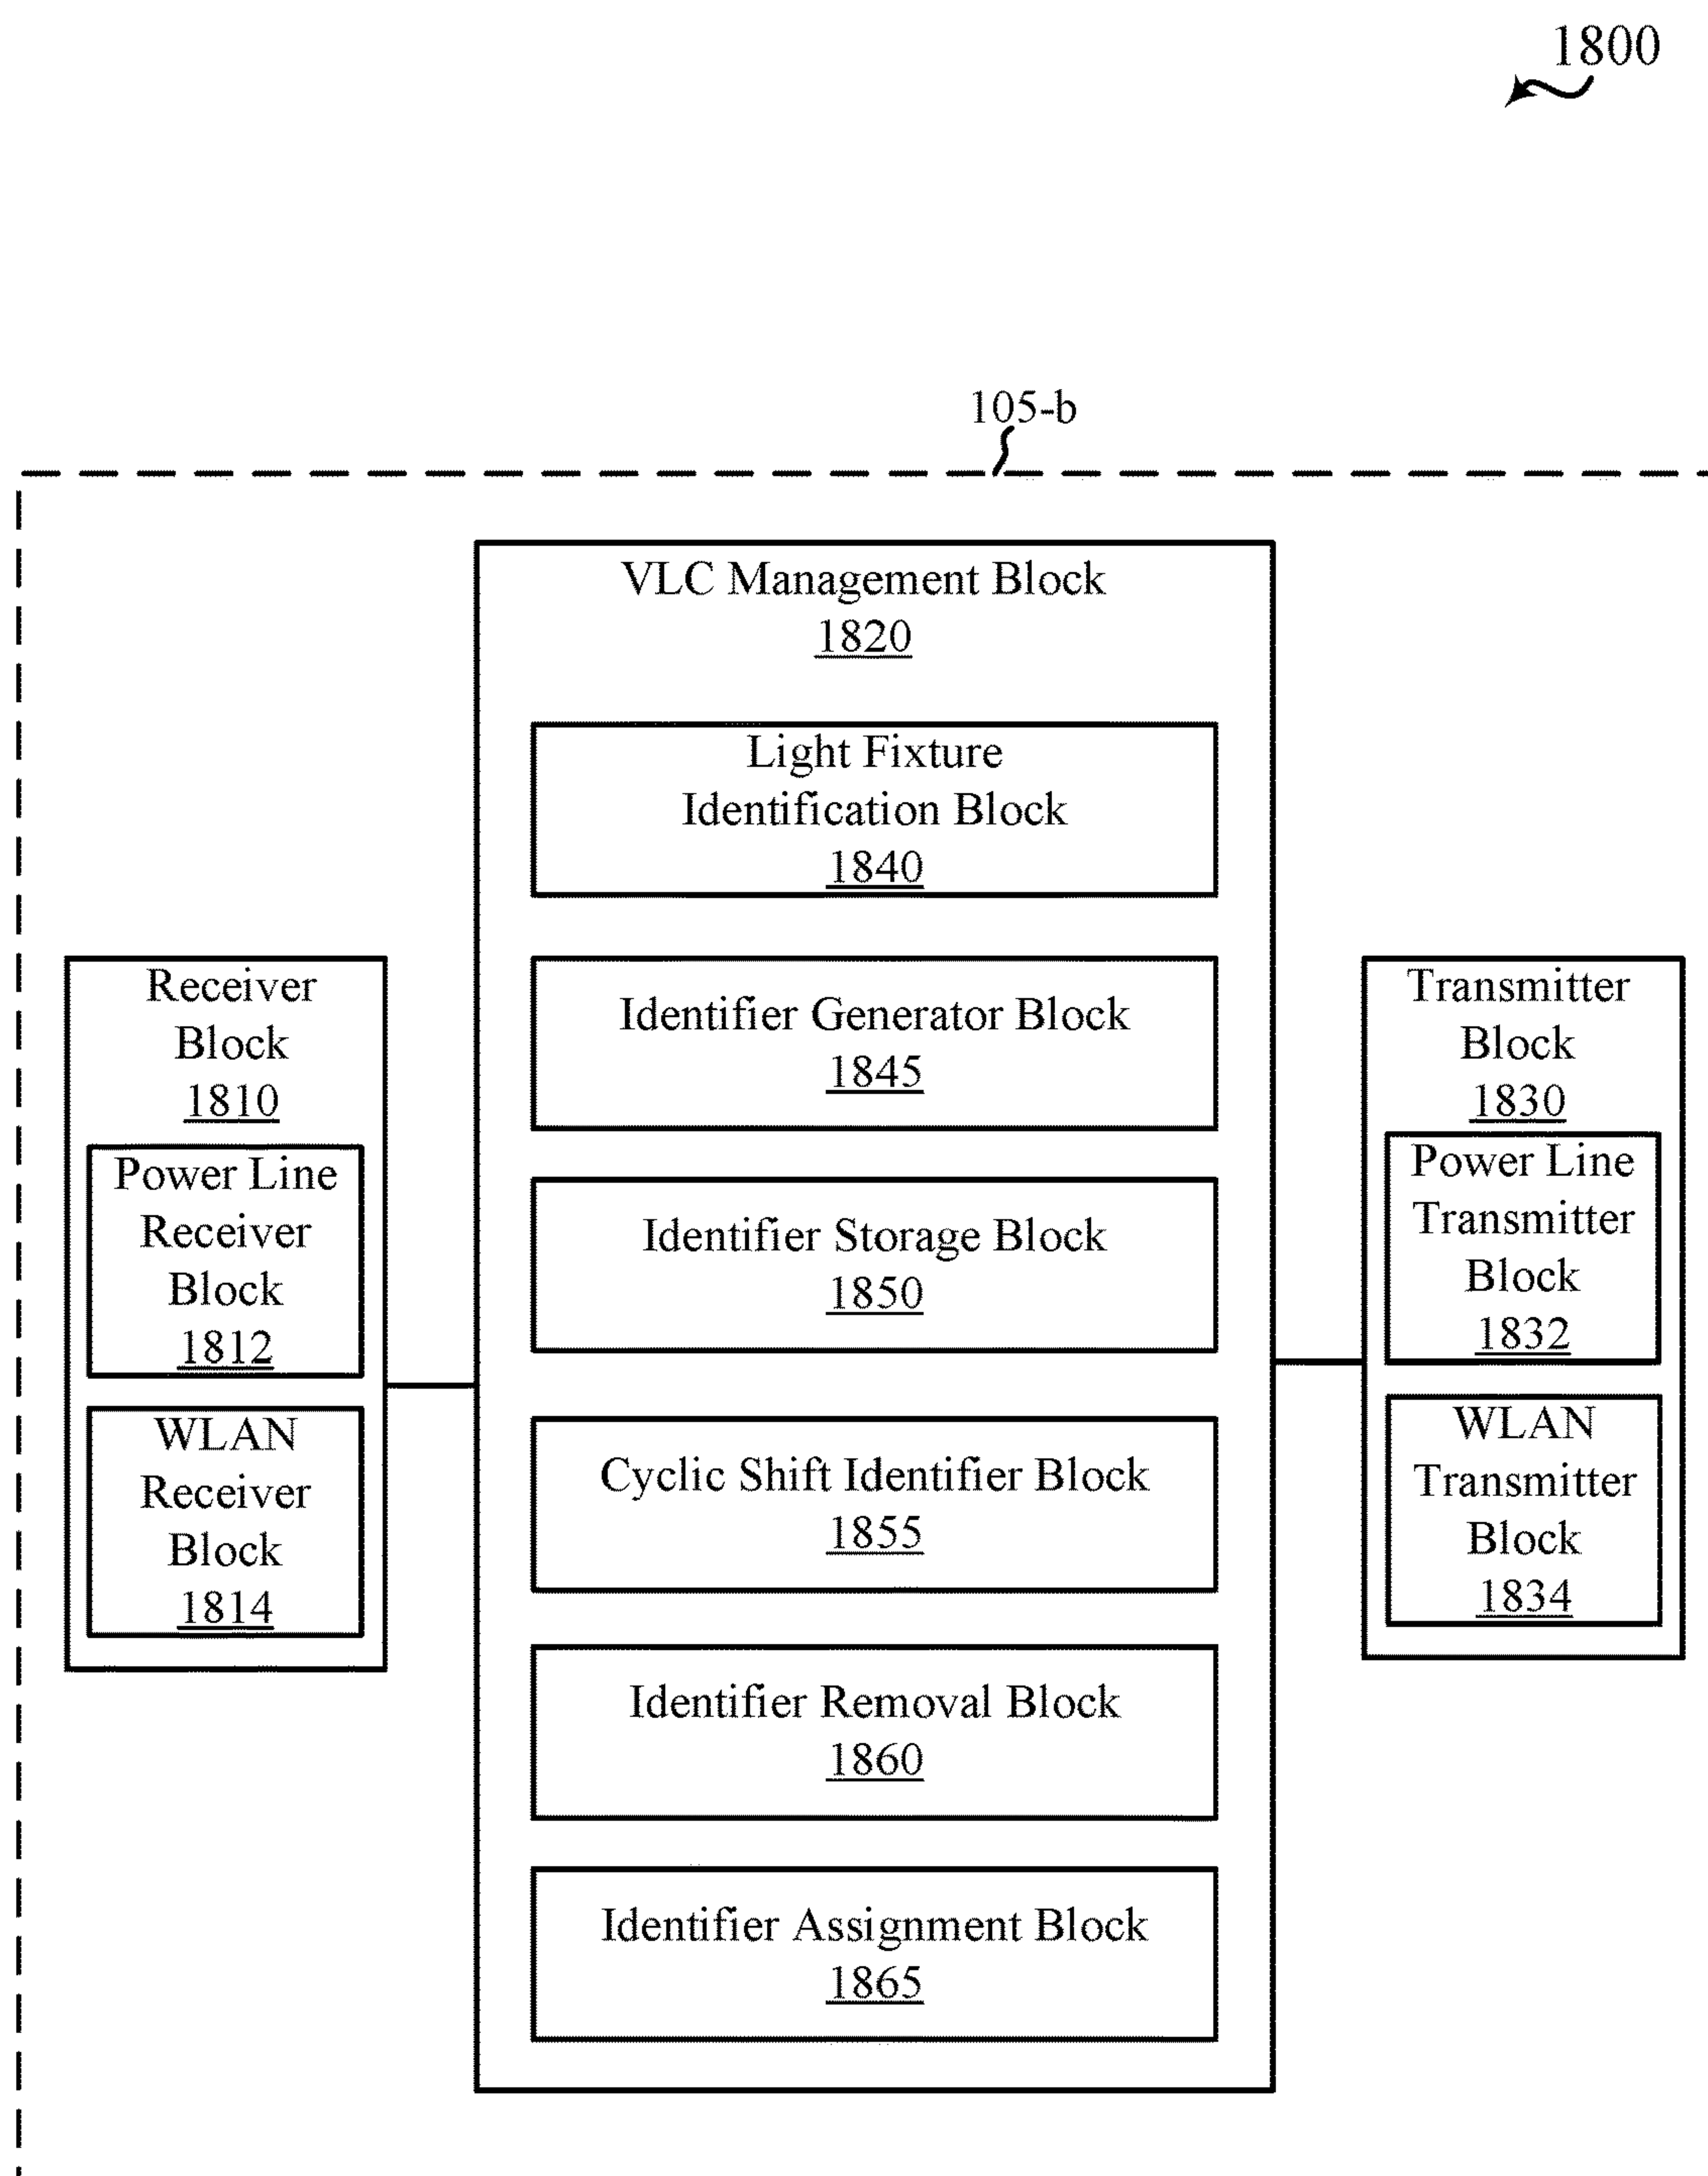 1800
105-b
VLC Management Block
1820
Light Fixture
Identification Block
1840
Identifier Generator Block
1845
Identifier Storage Block
1850
Cyclic Shift Identifier Block
1855
Identifier Removal Block
1860
Identifier Assignment Block
1865
Receiver
Block
1810
Power Line
Receiver
Block
1812
WLAN
Receiver
Block
1814
Transmitter
Block
1830
Power Line
Transmitter
Block
1832
WLAN
Transmitter
Block
1834